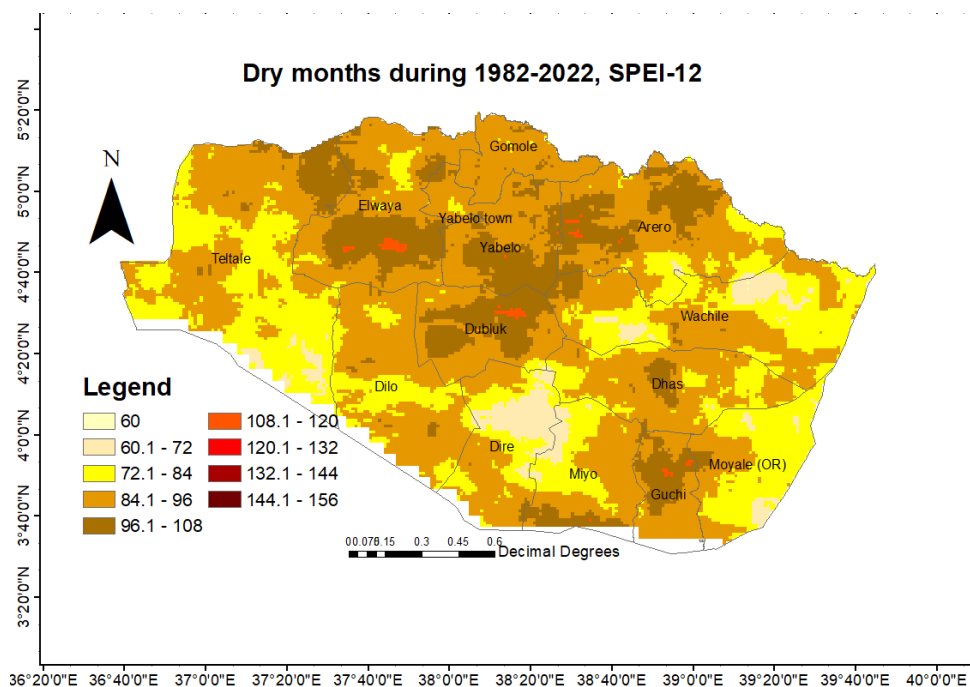 Dry months during 1982-2022, SPEI-12
N
Gomole
Elwaya
Yabelo town
Arero
Yabelo
Teltale
Wachile
Dubluk
Dhas
Dilo
Dire
Miyo
Moyale (OR)
Guchi
Legend
60
60.1 - 72
72.1 - 84
84.1 - 96
96.1 - 108
108.1 - 120
120.1 - 132
132.1 - 144
144.1 - 156
0 0.075 0.15 0.3 0.45 0.6
Decimal Degrees
5°20'0"N
5°0'0"N
4°40'0"N
4°20'0"N
4°0'0"N
3°40'0"N
3°20'0"N
36°20'0"E 36°40'0"E 37°0'0"E 37°20'0"E 37°40'0"E 38°0'0"E 38°20'0"E 38°40'0"E 39°0'0"E 39°20'0"E 39°40'0"E 40°0'0"E